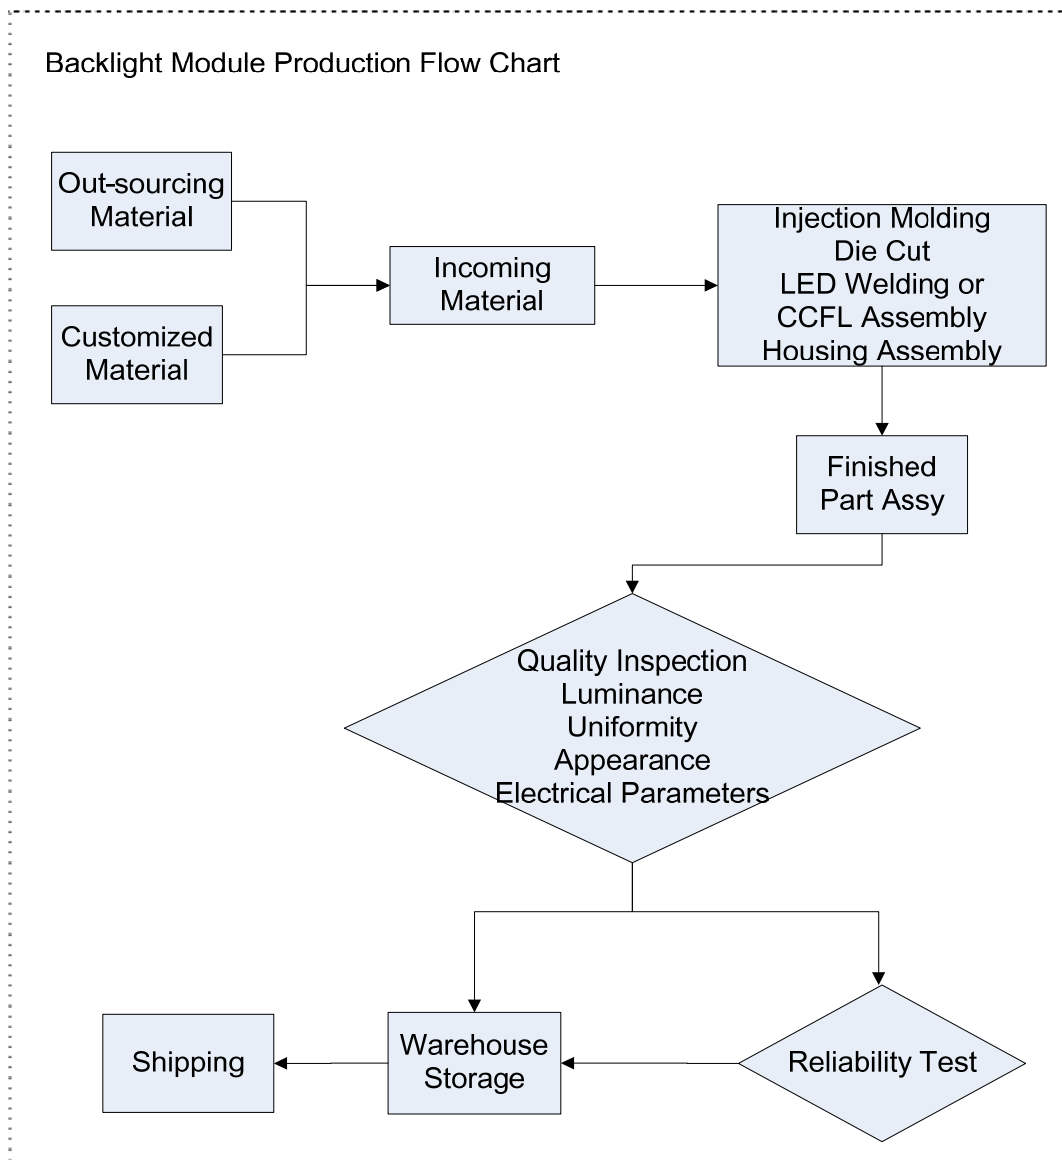 Backlight Module Production Flow Chart
Out-sourcing
Material
Customized
Material
Incoming
Material
Injection Molding
Die Cut
LED Welding or
CCFL Assembly
Housing Assembly
Finished
Part Assy
Quality Inspection
Luminance
Uniformity
Appearance
Electrical Parameters
Shipping
Warehouse
Storage
Reliability Test